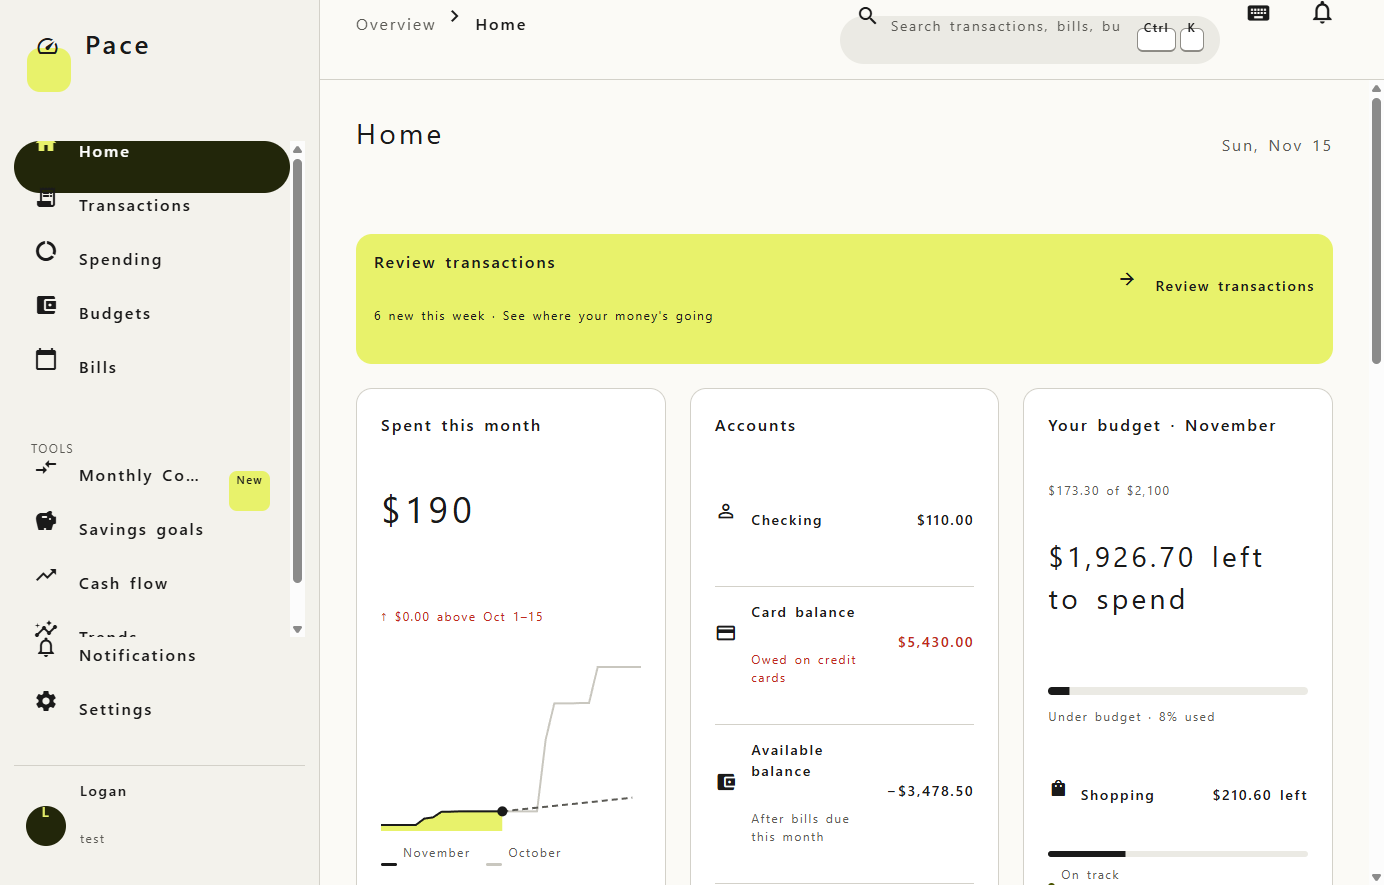 Pace
Home
Transactions
Spending
Budgets
Bills
TOOLS
Monthly Co...
New
Savings goals
Cash flow
Trends
Notifications
Settings
L
Logan
test
Overview
Home
Search transactions, bills, bu
Ctrl
K
Home
Sun, Nov 15
Review transactions
6 new this week · See where your money's going
Review transactions
Spent this month
$190
↑ $0.00 above Oct 1–15
November
October
Accounts
Checking
$110.00
Card balance
Owed on credit
cards
$5,430.00
Available
balance
After bills due
this month
−$3,478.50
Your budget · November
$173.30 of $2,100
$1,926.70 left
to spend
Under budget · 8% used
Shopping
$210.60 left
On track